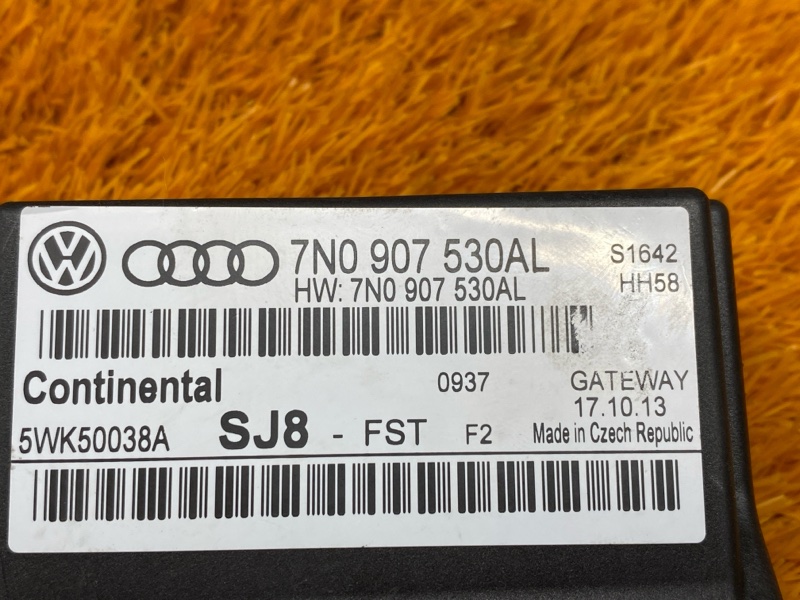 7N0 907 530AL S1642
HW: 7N0 907 530AL HH58
Continental 0937 GATEWAY
17.10.13
5WK50038A SJ8 - FST F2 Made in Czech Republic